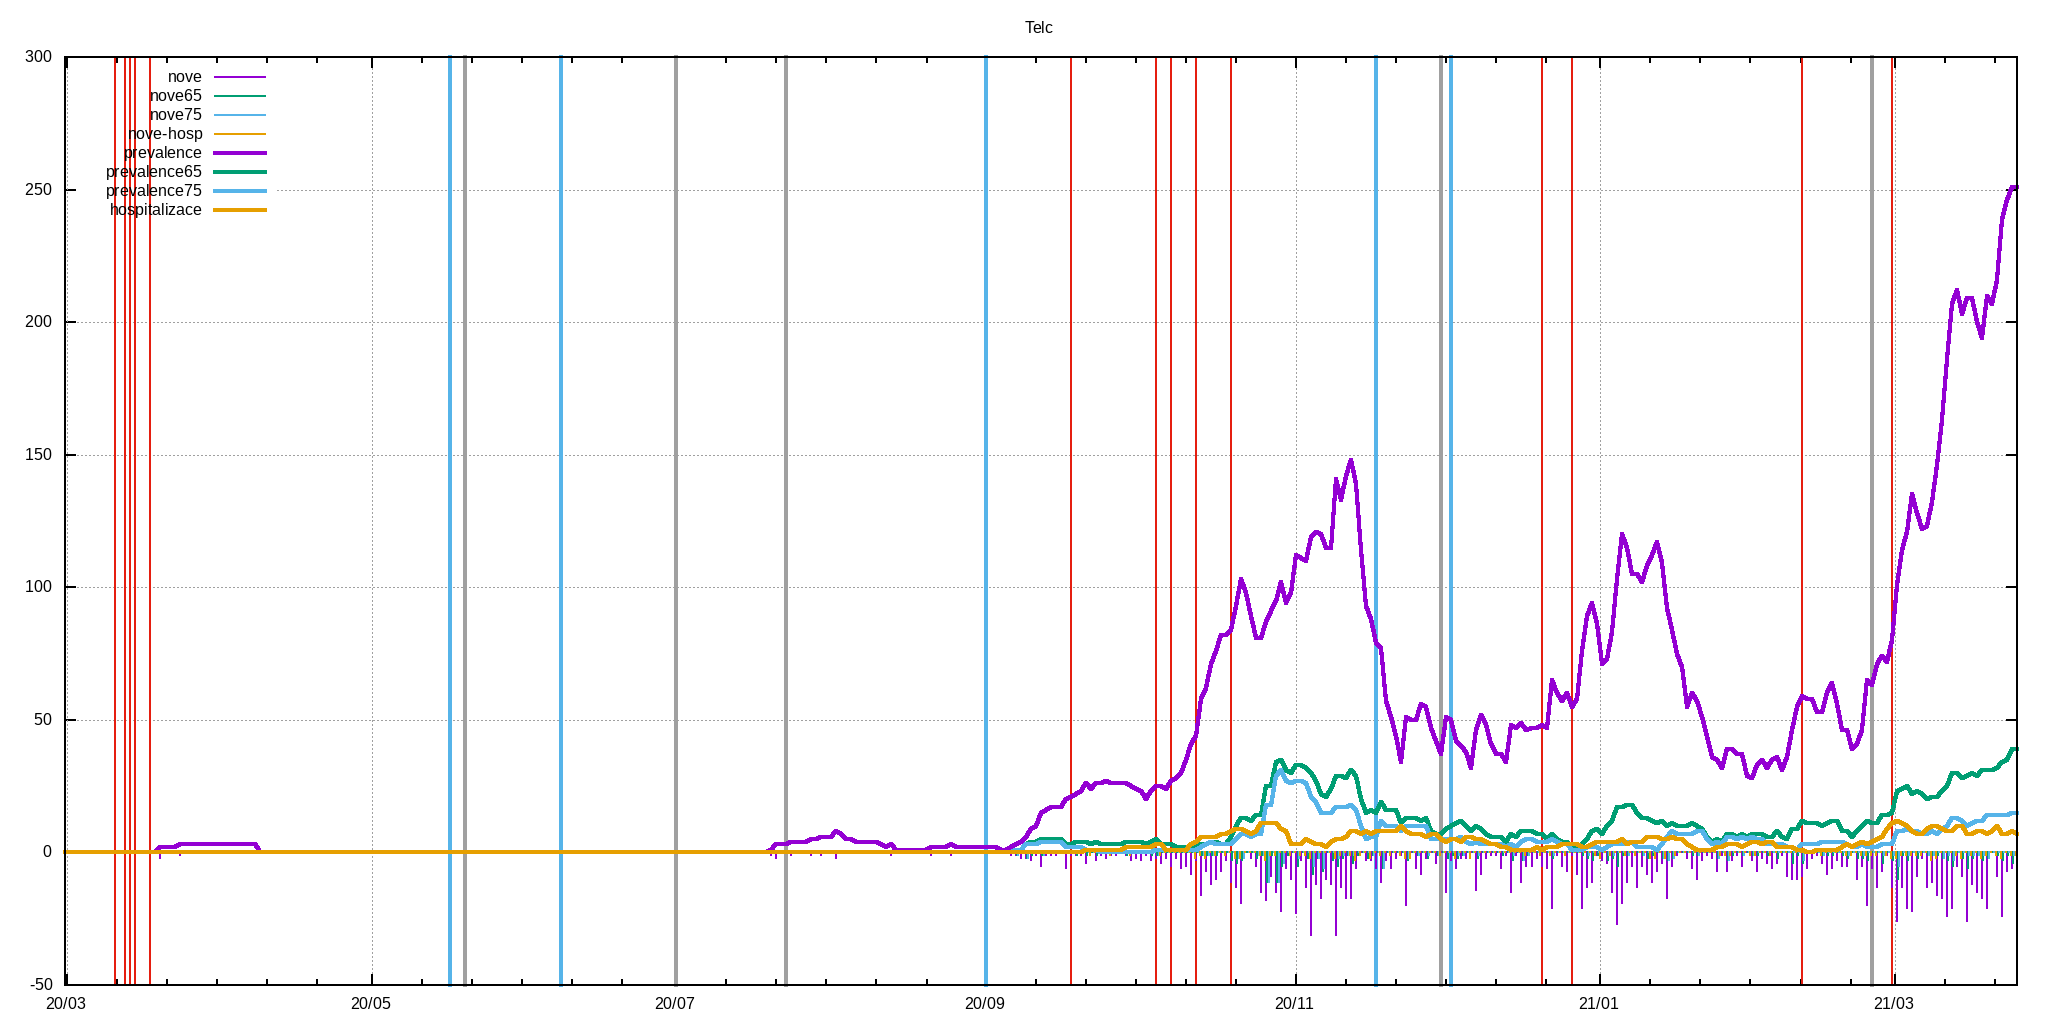 Telc
300
nove
nove65
nove75
nove-hosp
prevalence
prevalence65
prevalence75
hospitalizace
250
200
150
100
50
0
-50
20/03 20/05 20/07 20/09 20/11 21/01 21/03